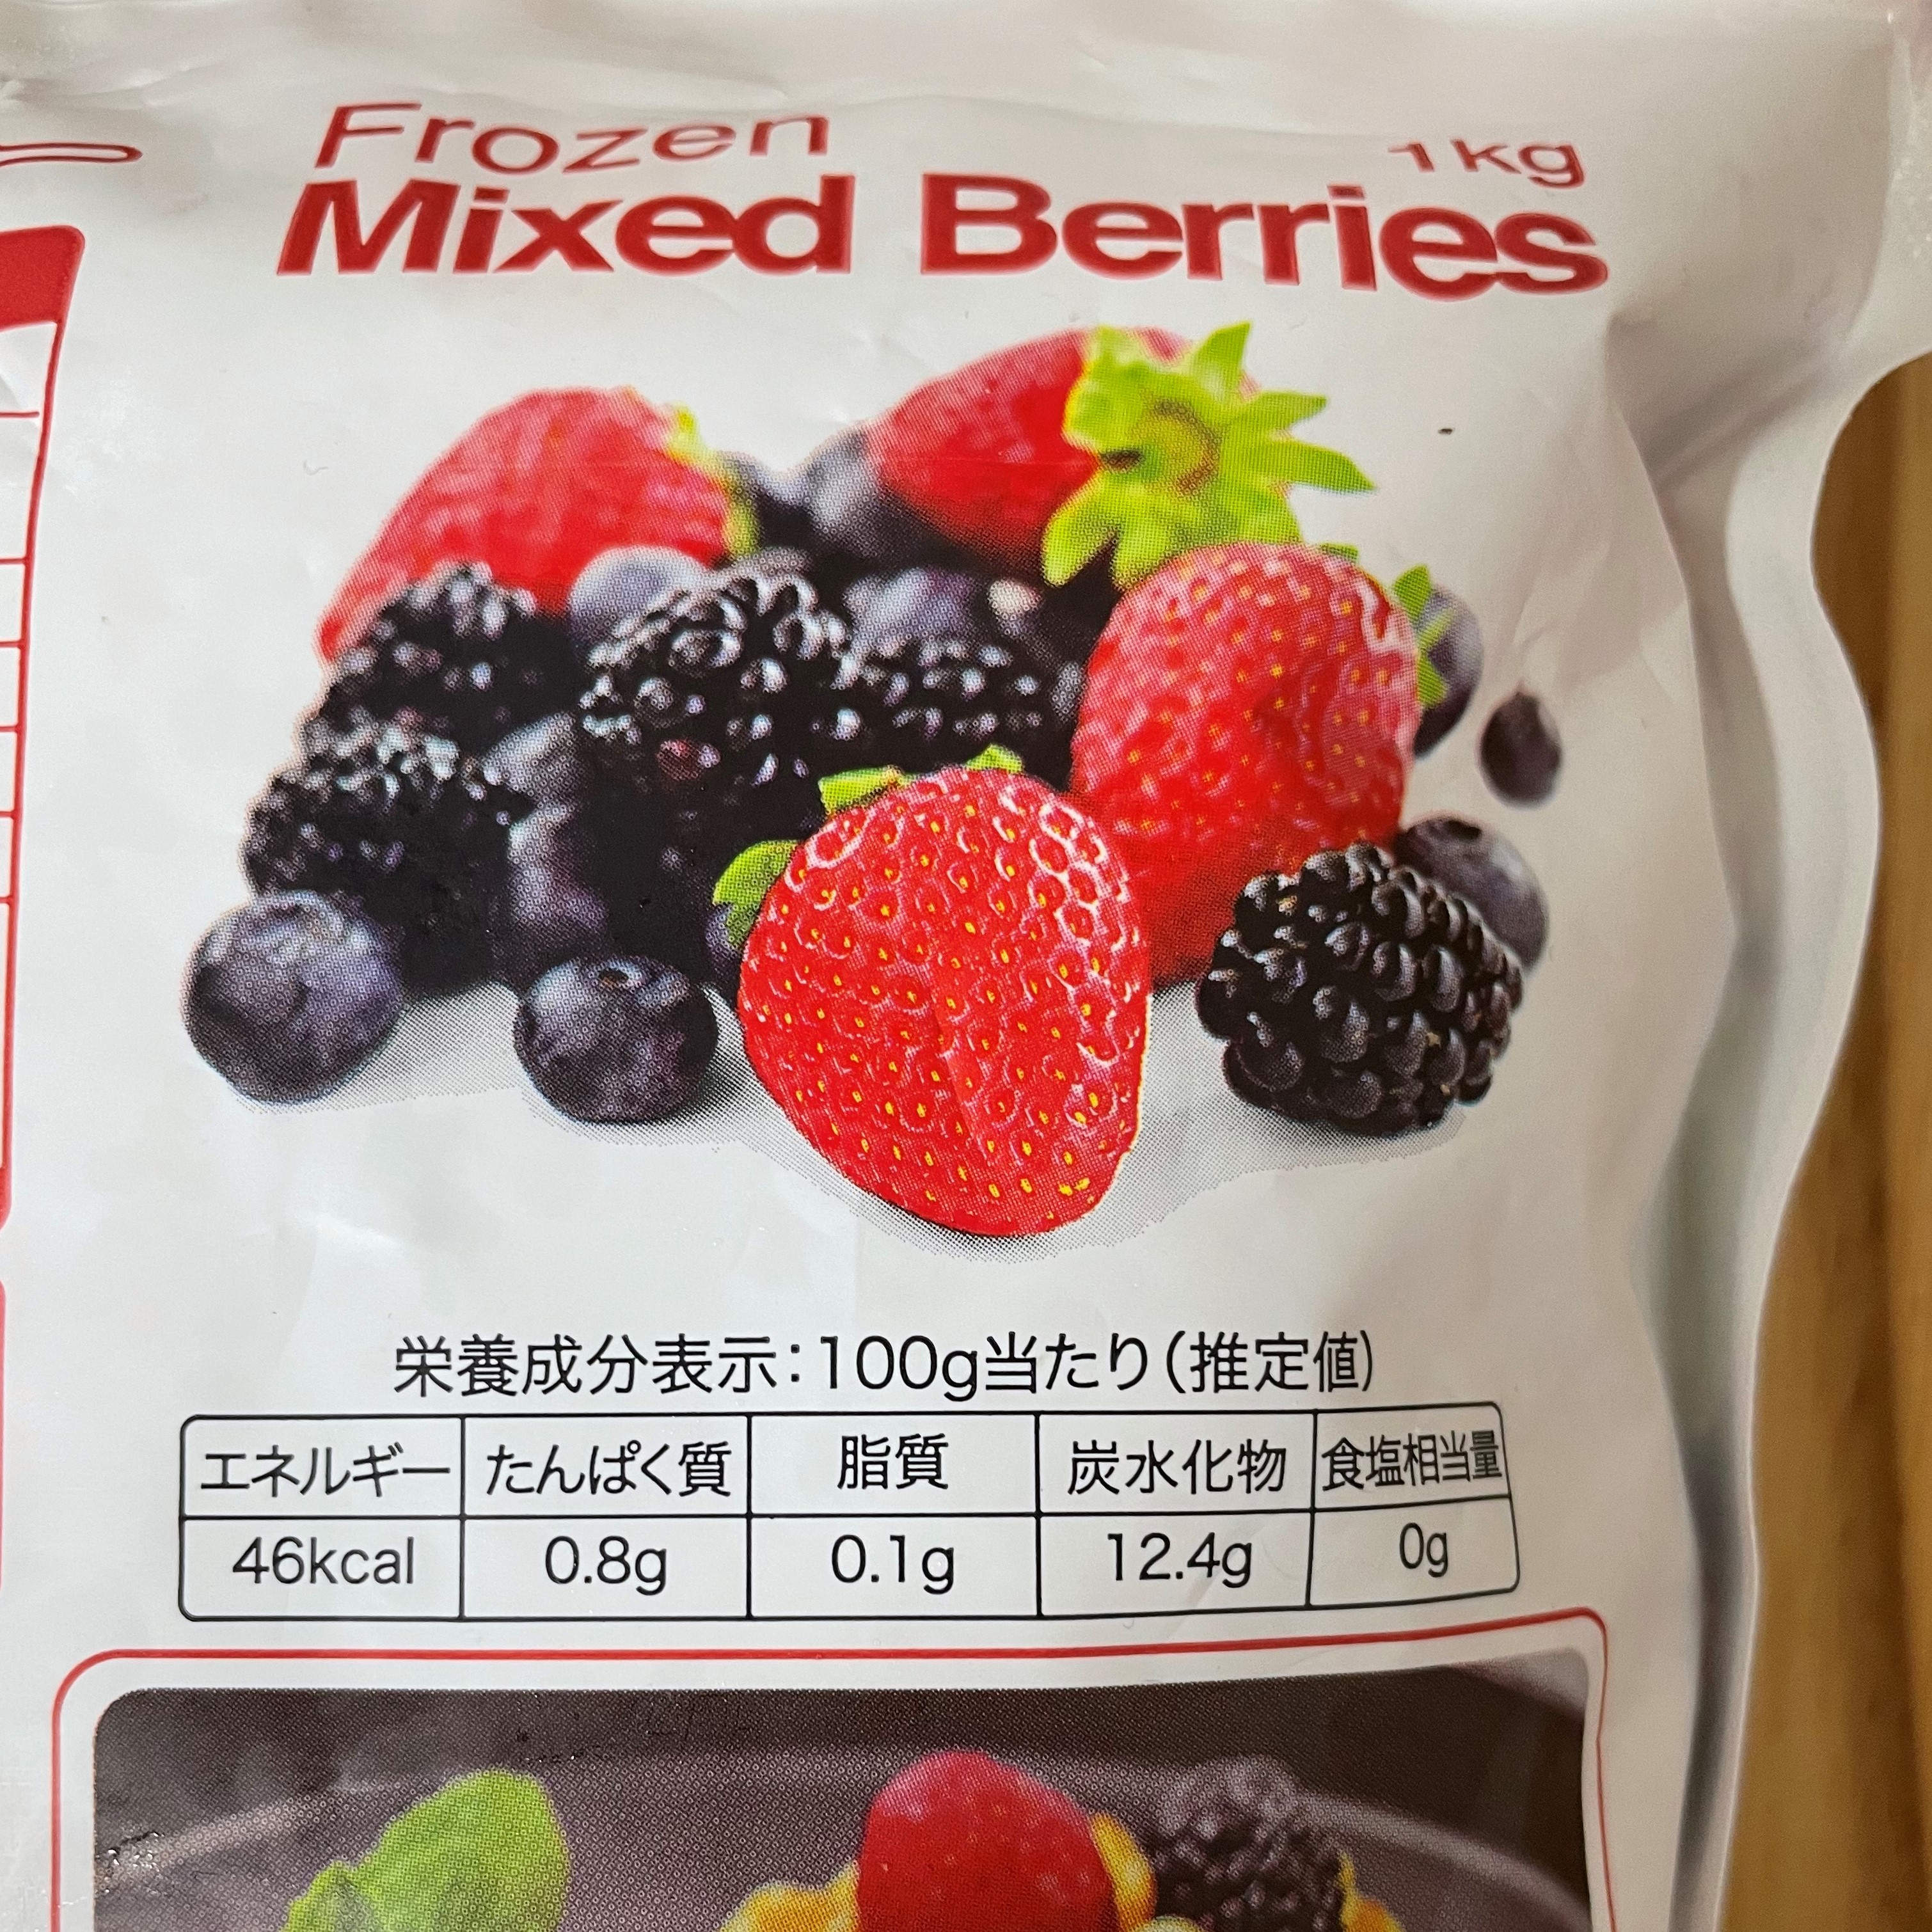 Frozen
1kg
Mixed Berries
栄養成分表示:100g当たり(推定値)
エネルギー たんぱく質 脂質 炭水化物 食塩相当量
46kcal 0.8g 0.1g 12.4g 0g